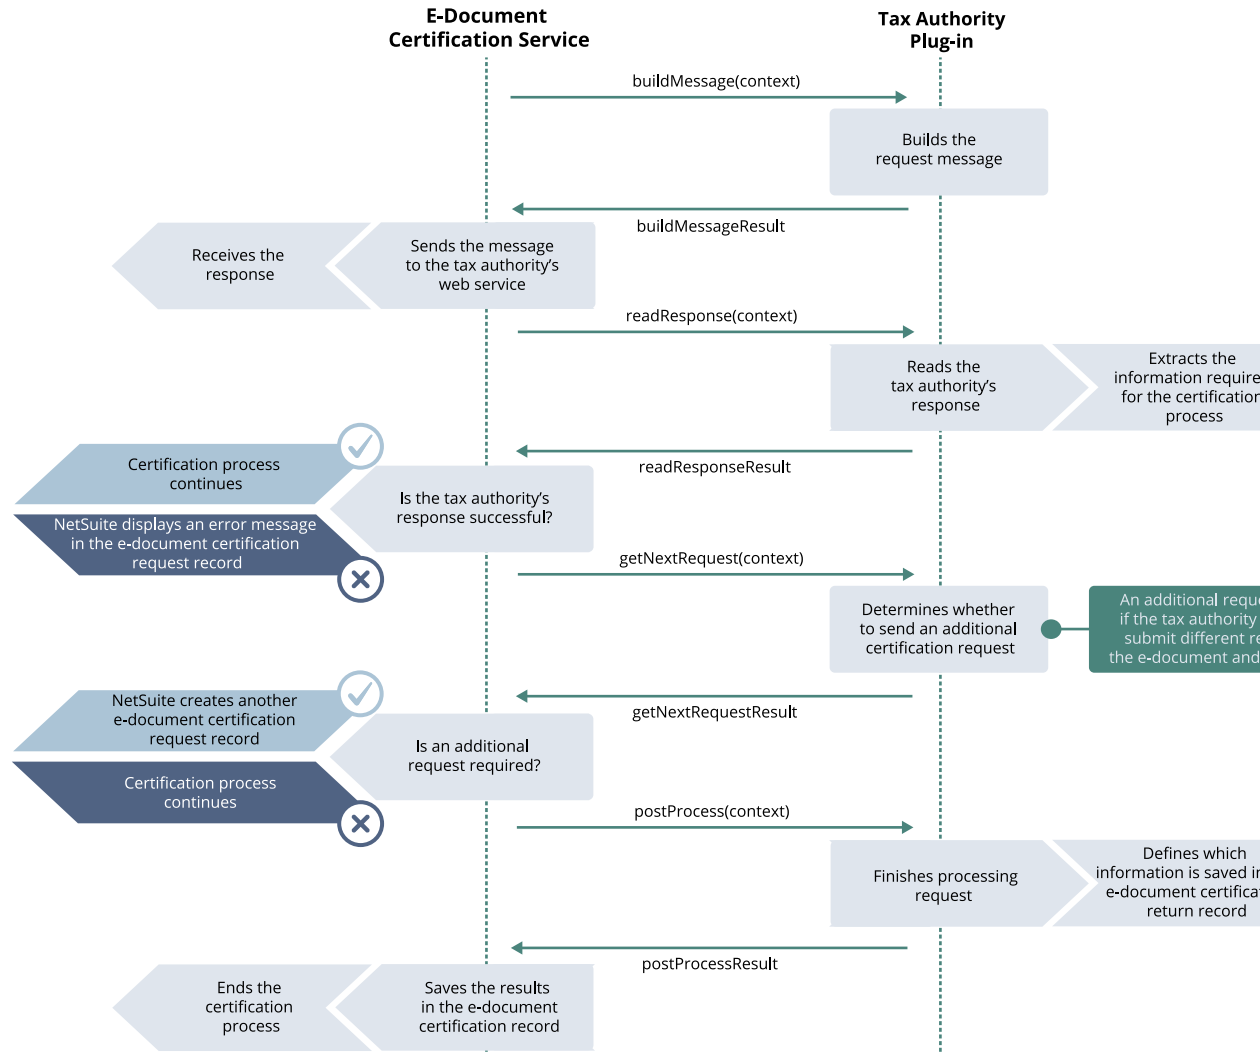 E-Document
Certification Service
Tax Authority
Plug-in
buildMessage(context)
Builds the
request message
buildMessageResult
Receives the
response
Sends the message
to the tax authority's
web service
readResponse(context)
Reads the
tax authority's
response
Extracts the
information require
for the certification
process
readResponseResult
Certification process
continues
Is the tax authority's
response successful?
NetSuite displays an error message
in the e-document certification
request record
getNextRequest(context)
Determines whether
to send an additional
certification request
An additional reque
if the tax authority
submit different re
the e-document and
getNextRequestResult
NetSuite creates another
e-document certification
request record
Is an additional
request required?
Certification process
continues
postProcess(context)
Finishes processing
request
Defines which
information is saved in
e-document certifica
return record
postProcessResult
Ends the
certification
process
Saves the results
in the e-document
certification record